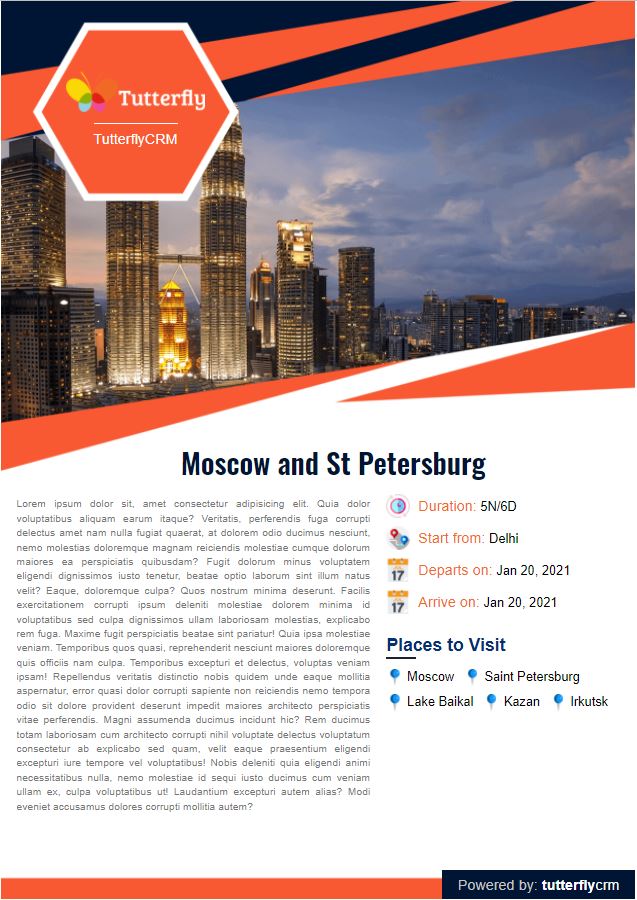 Tutterfly
TutterflyCRM
Moscow and St Petersburg
Lorem ipsum dolor sit, amet consectetur adipisicing elit. Quia dolor
voluptatibus aliquam earum itaque? Veritatis, perferendis fuga corrupti
delectus amet nam nulla fugiat quaerat, at dolorem odio ducimus nesciunt,
nemo molestias doloremque magnam reiciendis molestiae cumque dolorum
maiores ea perspiciatis quibusdam? Fugit dolorum minus voluptatem
eligendi dignissimos iusto tenetur, beatae optio laborum sint illum natus
velit? Eaque, doloremque culpa? Quos nostrum minima deserunt. Facilis
exercitationem corrupti ipsum deleniti molestiae dolorem minima id
voluptatibus sed culpa dignissimos ullam laboriosam molestias, explicabo
rem fuga. Maxime fugit perspiciatis beatae sint pariatur! Quia ipsa molestiae
veniam. Temporibus quos quasi, reprehenderit nesciunt maiores doloremque
quis officiis nam culpa. Temporibus excepturi et delectus, voluptas veniam
ipsam! Repellendus veritatis distinctio nobis quidem unde eaque mollitia
aspernatur, error quasi dolor corrupti sapiente non reiciendis nemo tempora
odio sit dolore provident deserunt impedit maiores architecto perspiciatis
vitae perferendis. Magni assumenda ducimus incidunt hic? Rem ducimus
totam laboriosam cum architecto corrupti nihil voluptate delectus voluptatum
consectetur ab explicabo sed quam, velit eaque praesentium eligendi
excepturi iure tempore vel voluptatibus! Nobis deleniti quia eligendi animi
necessitatibus nulla, nemo molestiae id sequi iusto ducimus cum veniam
ullam ex, culpa voluptatibus ut! Laudantium excepturi autem alias? Modi
eveniet accusamus dolores corrupti mollitia autem?
Duration: 5N/6D
Start from: Delhi
17 Departs on: Jan 20, 2021
17 Arrive on: Jan 20, 2021
Places to Visit
Moscow Saint Petersburg
Lake Baikal Kazan Irkutsk
Powered by: tutterflycrm